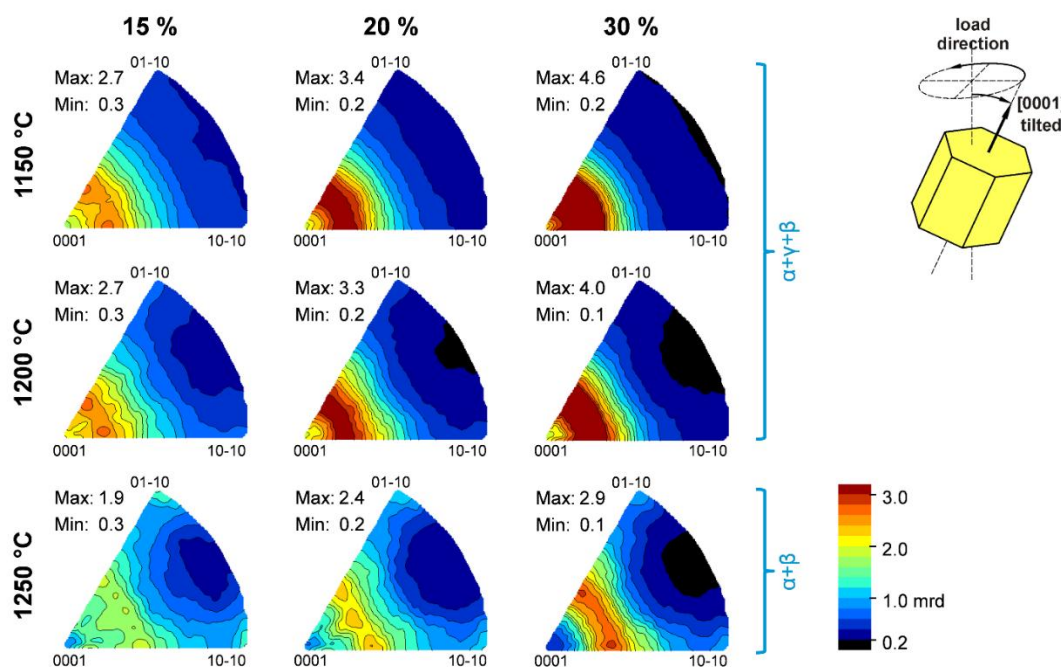 15 %
20 %
30 %
load
direction
[0001]
tilted
1150 °C
01-10
Max: 2.7
Min: 0.3
0001
10-10
01-10
Max: 3.4
Min: 0.2
0001
10-10
01-10
Max: 4.6
Min: 0.2
0001
10-10
α+γ+β
1200 °C
01-10
Max: 2.7
Min: 0.3
0001
10-10
01-10
Max: 3.3
Min: 0.2
0001
10-10
01-10
Max: 4.0
Min: 0.1
0001
10-10
1250 °C
01-10
Max: 1.9
Min: 0.3
0001
10-10
01-10
Max: 2.4
Min: 0.2
0001
10-10
01-10
Max: 2.9
Min: 0.1
0001
10-10
α+β
3.0
2.0
1.0 mrd
0.2